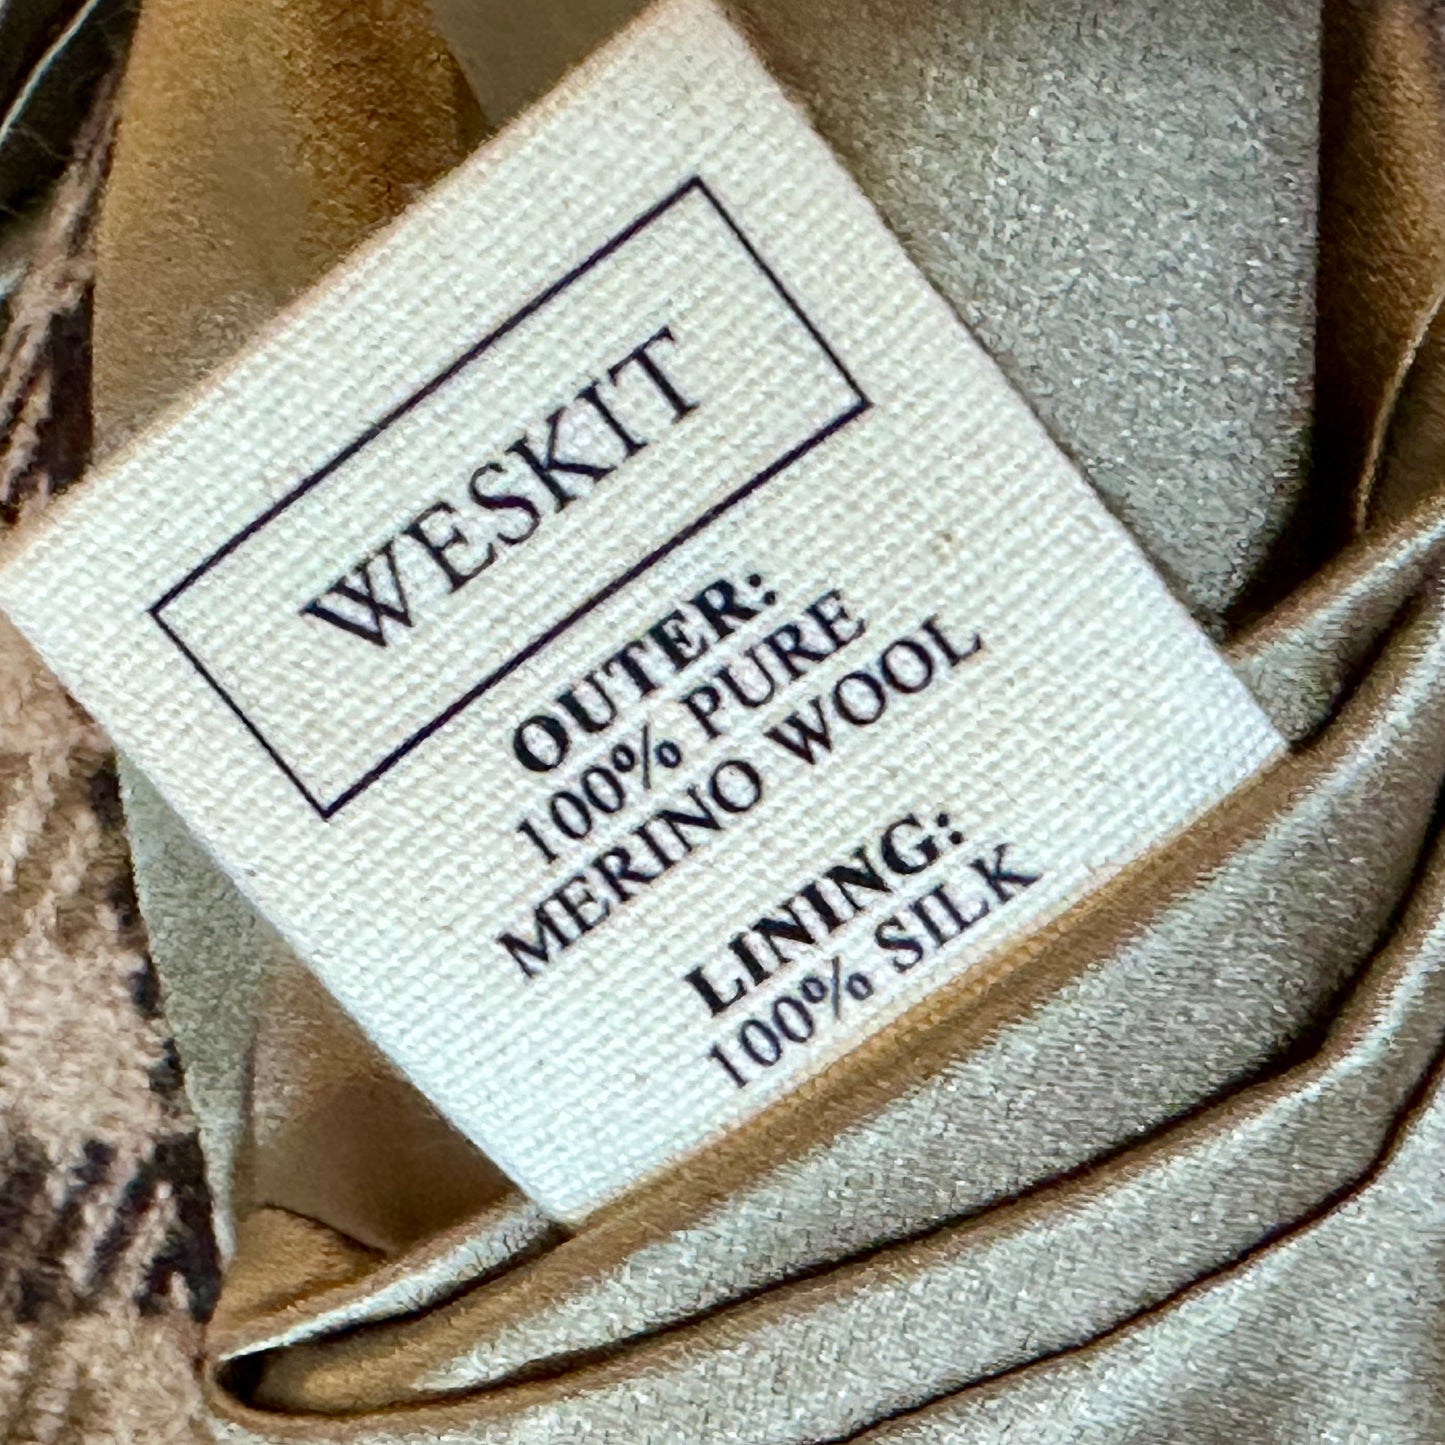 WESKIT
OUTER:
100% PURE
MERINO WOOL
LINING:
100% SILK